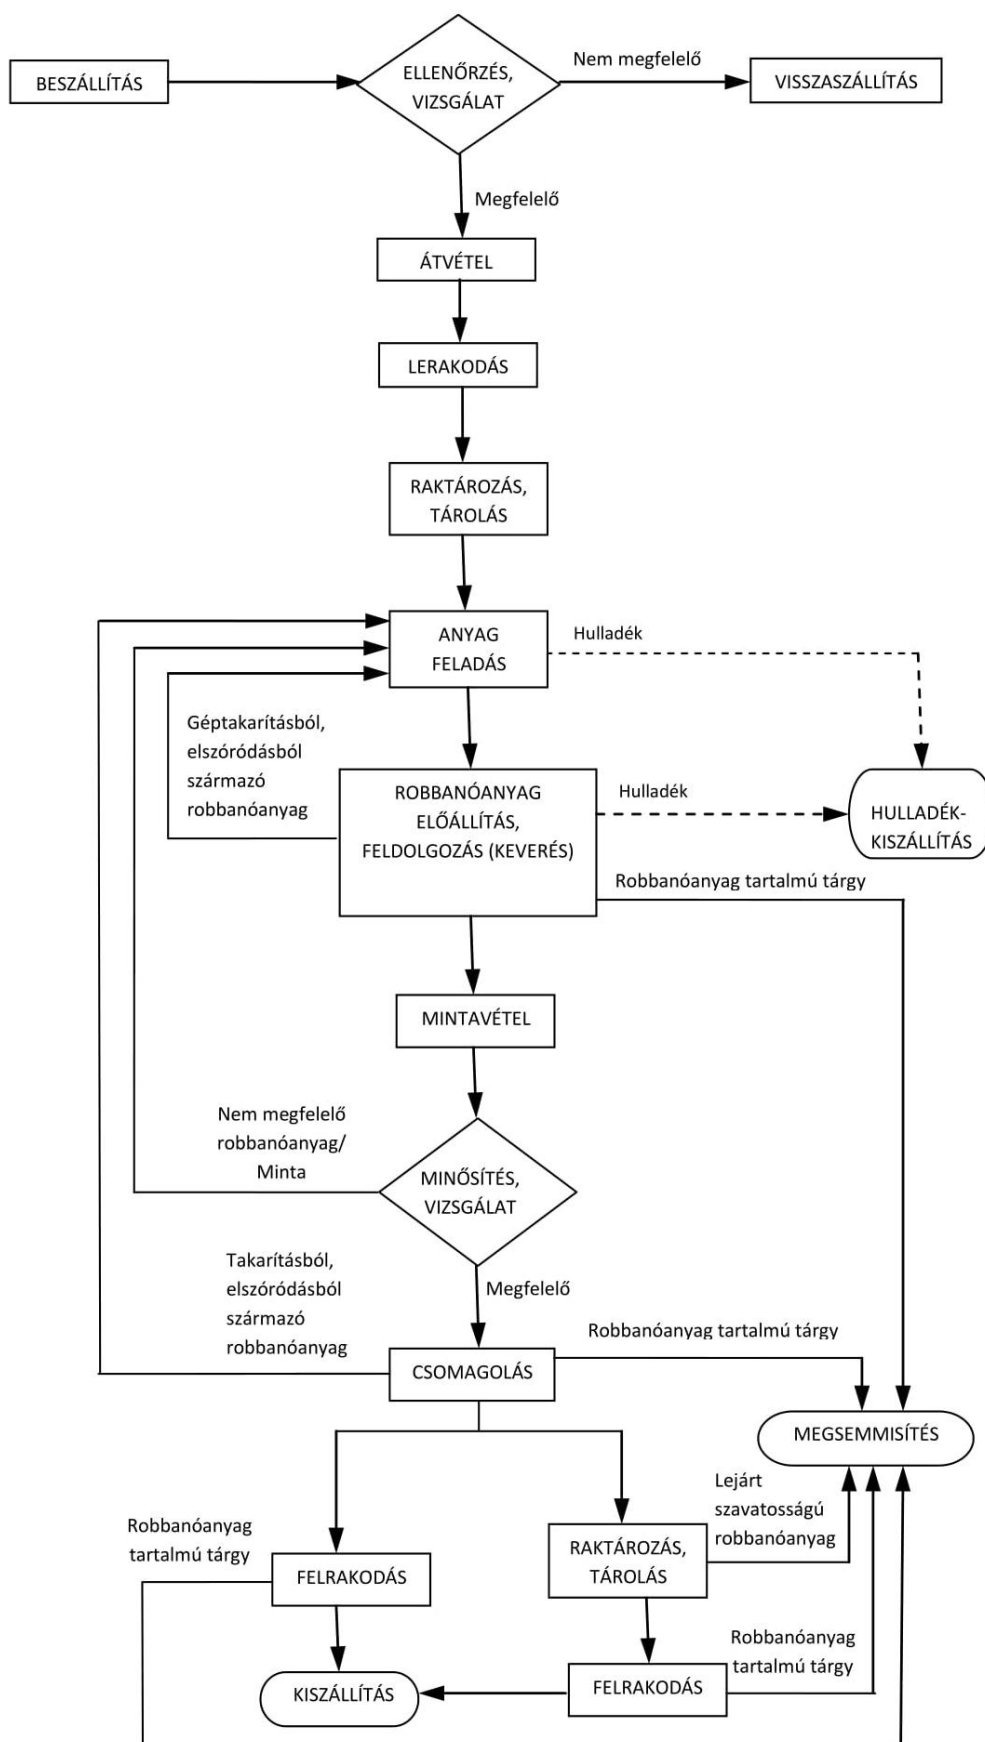 BESZÁLLÍTÁS
ELLENŐRZÉS,
VIZSGÁLAT
Nem megfelelő
VISSZASZÁLLÍTÁS
Megfelelő
ÁTVÉTEL
LERAKODÁS
RAKTÁROZÁS,
TÁROLÁS
ANYAG
FELADÁS
Hulladék
Géptakarításból,
elszóródásból
származó
robbanóanyag
ROBBANÓANYAG
ELŐÁLLÍTÁS,
FELDOLGOZÁS (KEVERÉS)
Hulladék
HULLADÉK-
KISZÁLLÍTÁS
Robbanóanyag tartalmú tárgy
MINTAVÉTEL
Nem megfelelő
robbanóanyag/
Minta
MINŐSÍTÉS,
VIZSGÁLAT
Takarításból,
elszóródásból
származó
robbanóanyag
Megfelelő
Robbanóanyag tartalmú tárgy
CSOMAGOLÁS
MEGSEMMISÍTÉS
Lejárt
szavatosságú
robbanóanyag
Robbanóanyag
tartalmú tárgy
FELRAKODÁS
RAKTÁROZÁS,
TÁROLÁS
Robbanóanyag
tartalmú tárgy
KISZÁLLÍTÁS
FELRAKODÁS